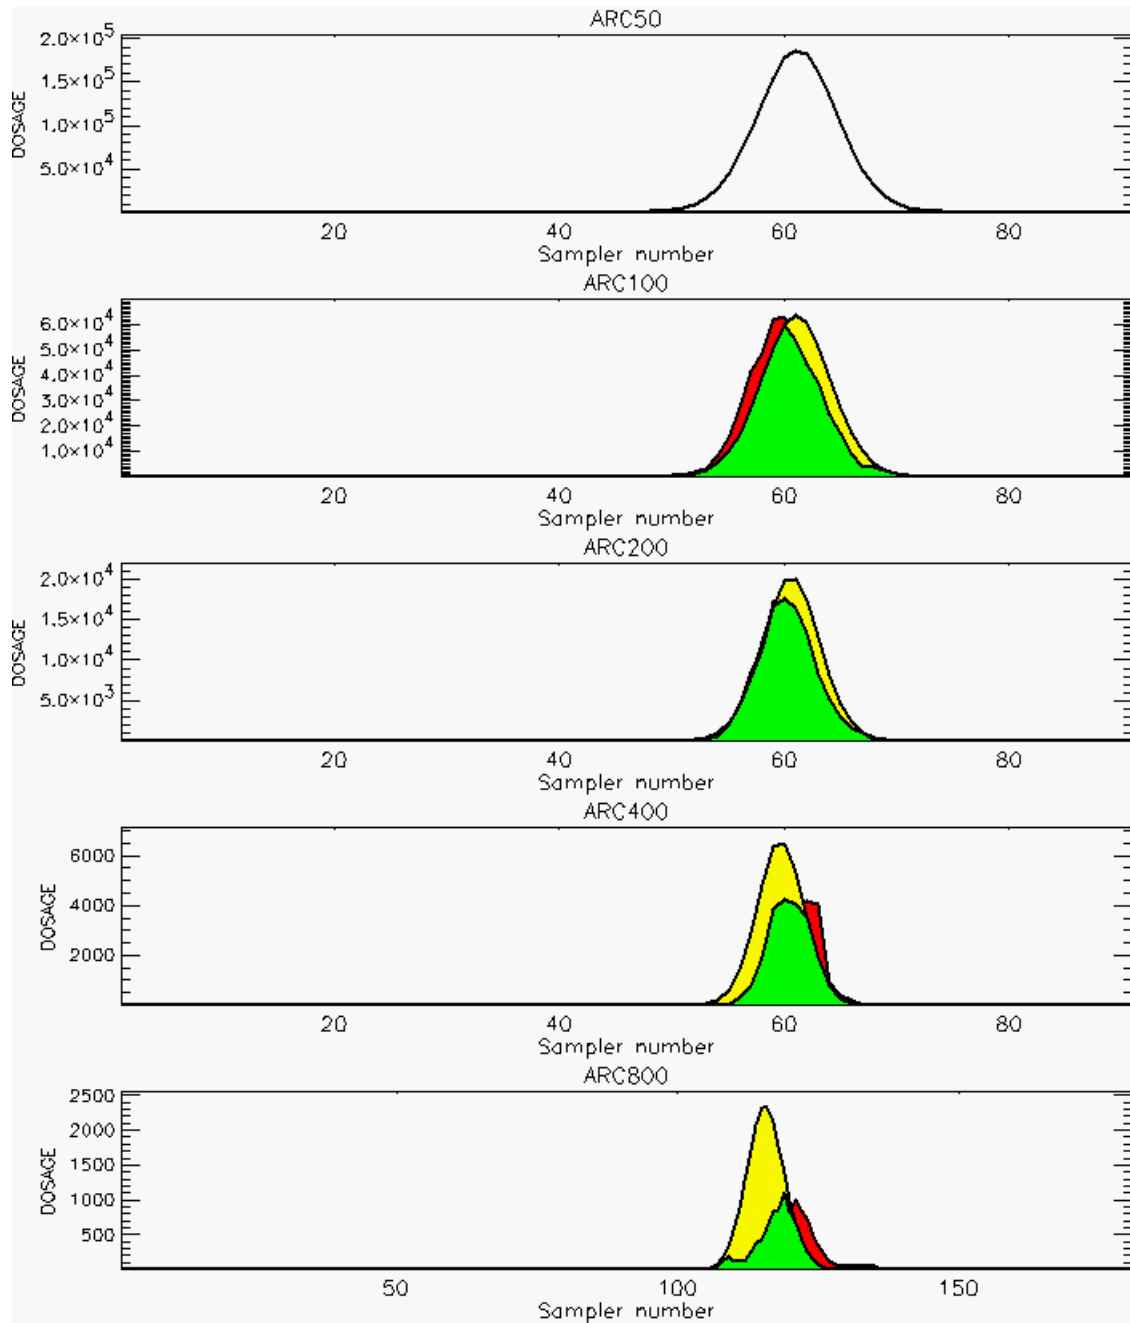 ARC50
2.0×10⁵
1.5×10⁵
1.0×10⁵
5.0×10⁴
DOSAGE
20 40 60 80
Sampler number
ARC100
6.0×10⁴
5.0×10⁴
4.0×10⁴
3.0×10⁴
2.0×10⁴
1.0×10⁴
DOSAGE
20 40 60 80
Sampler number
ARC200
2.0×10⁴
1.5×10⁴
1.0×10⁴
5.0×10³
DOSAGE
20 40 60 80
Sampler number
ARC400
6000
4000
2000
DOSAGE
20 40 60 80
Sampler number
ARC800
2500
2000
1500
1000
500
DOSAGE
50 100 150
Sampler number